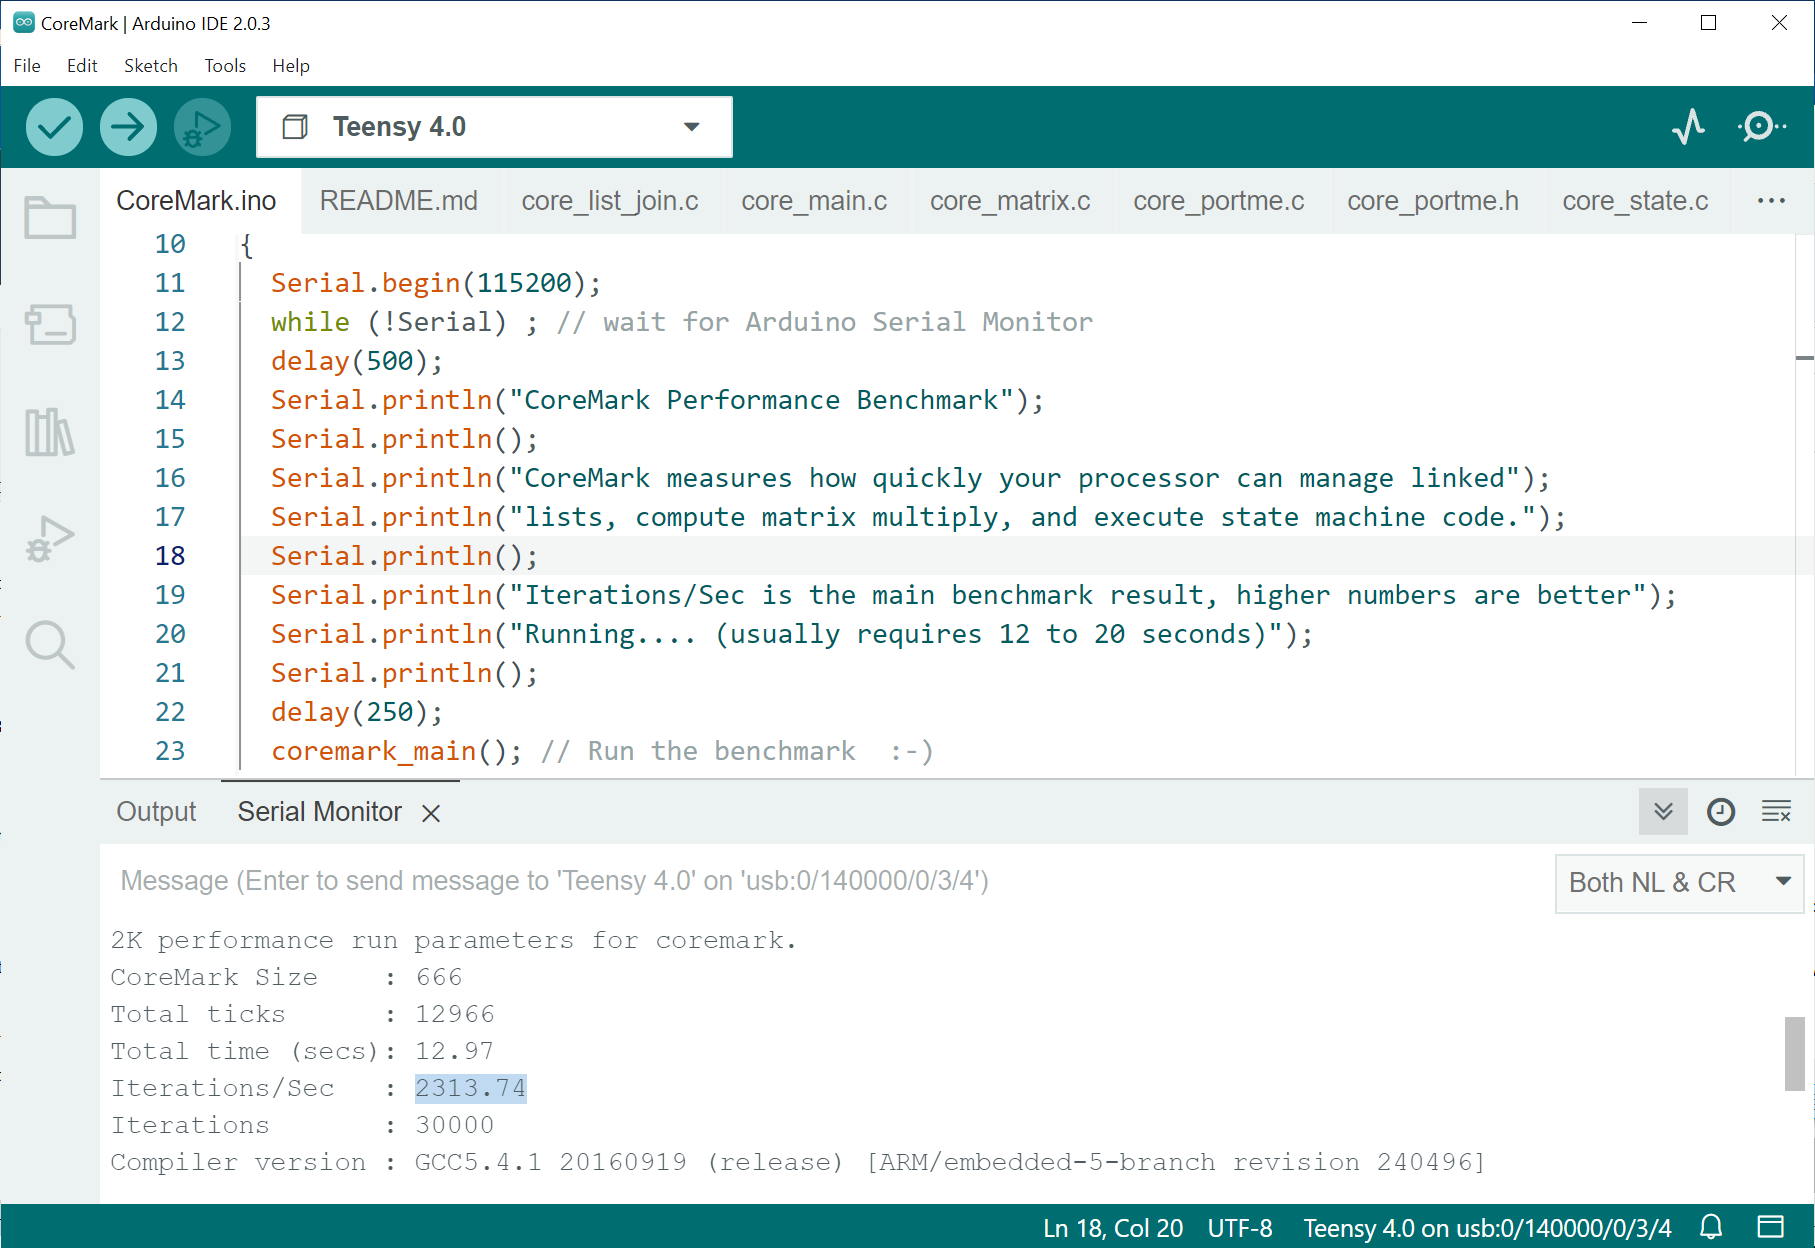 CoreMark | Arduino IDE 2.0.3
File Edit Sketch Tools Help
Teensy 4.0
CoreMark.ino README.md core_list_join.c core_main.c core_matrix.c core_portme.c core_portme.h core_state.c ...
10 {
11 Serial.begin(115200);
12 while (!Serial) ; // wait for Arduino Serial Monitor
13 delay(500);
14 Serial.println("CoreMark Performance Benchmark");
15 Serial.println();
16 Serial.println("CoreMark measures how quickly your processor can manage linked");
17 Serial.println("lists, compute matrix multiply, and execute state machine code.");
18 Serial.println();
19 Serial.println("Iterations/Sec is the main benchmark result, higher numbers are better");
20 Serial.println("Running.... (usually requires 12 to 20 seconds)");
21 Serial.println();
22 delay(250);
23 coremark_main(); // Run the benchmark  :-)
Output Serial Monitor
Message (Enter to send message to 'Teensy 4.0' on 'usb:0/140000/0/3/4')
Both NL & CR
2K performance run parameters for coremark.
CoreMark Size    : 666
Total ticks      : 12966
Total time (secs): 12.97
Iterations/Sec   : 2313.74
Iterations       : 30000
Compiler version : GCC5.4.1 20160919 (release) [ARM/embedded-5-branch revision 240496]
Ln 18, Col 20 UTF-8 Teensy 4.0 on usb:0/140000/0/3/4